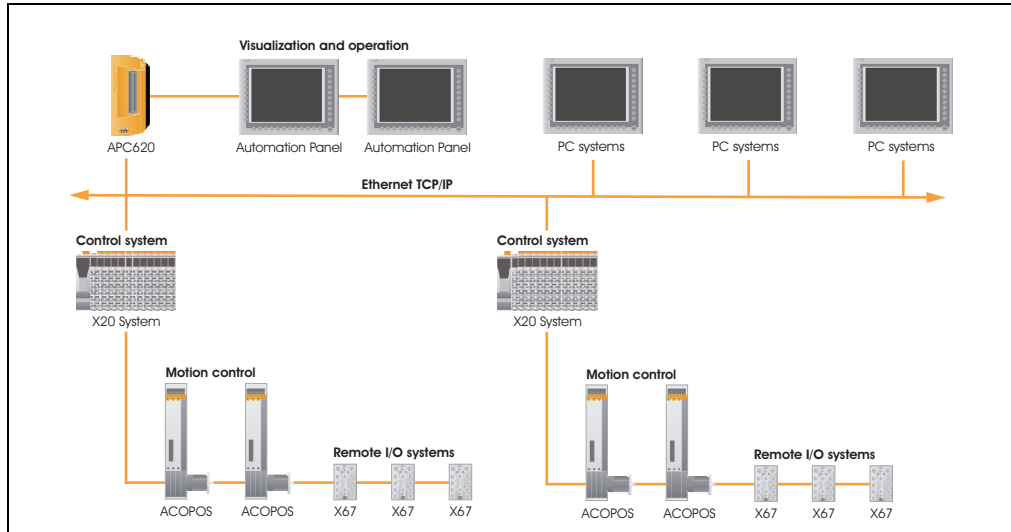 Visualization and operation
APC620
Automation Panel
Automation Panel
PC systems
PC systems
PC systems
Ethernet TCP/IP
Control system
Control system
X20 System
X20 System
Motion control
Motion control
Remote I/O systems
Remote I/O systems
ACOPOS
ACOPOS
X67
X67
X67
ACOPOS
ACOPOS
X67
X67
X67